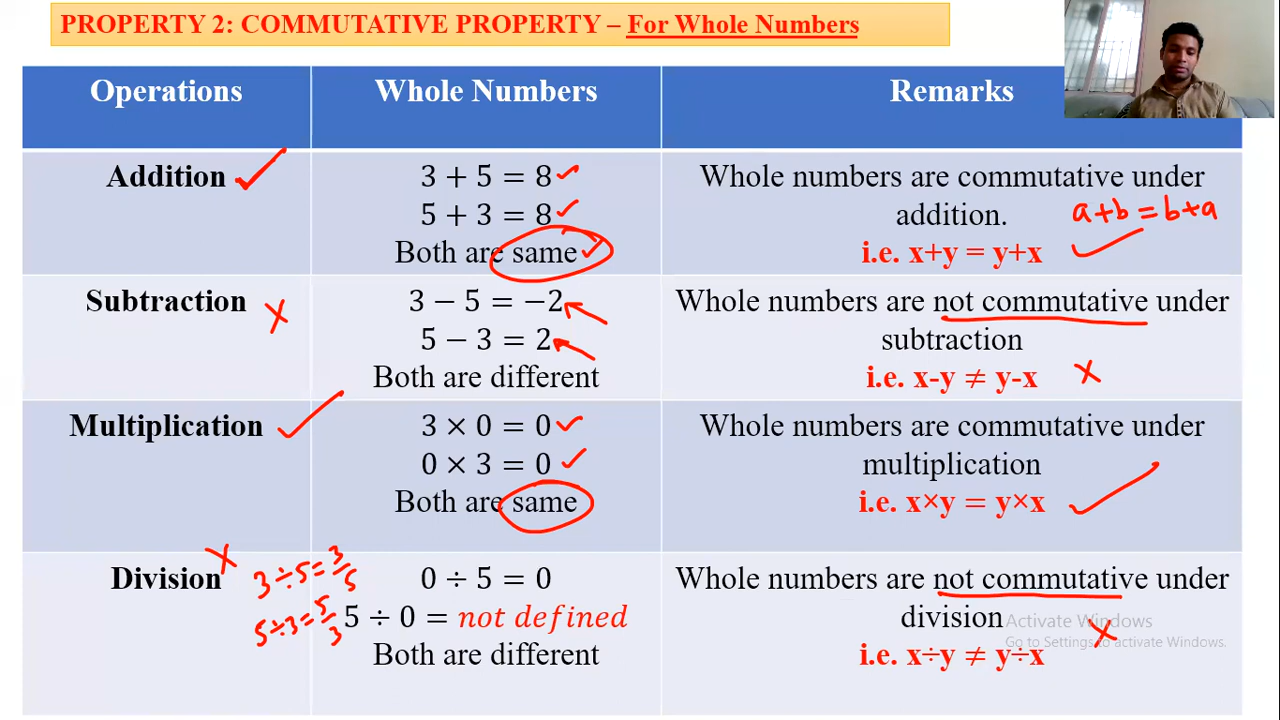 PROPERTY 2: COMMUTATIVE PROPERTY – For Whole Numbers
Operations
Whole Numbers
Remarks
Addition
3 + 5 = 8
5 + 3 = 8
Both are same
Whole numbers are commutative under
addition.
a+b = b+a
i.e. x+y = y+x
Subtraction
3 − 5 = −2
5 − 3 = 2
Both are different
Whole numbers are not commutative under
subtraction
i.e. x-y ≠ y-x
Multiplication
3 × 0 = 0
0 × 3 = 0
Both are same
Whole numbers are commutative under
multiplication
i.e. x×y = y×x
Division
3÷5=3/5
5÷3=5/3
0 ÷ 5 = 0
5 ÷ 0 = not defined
Both are different
Whole numbers are not commutative under
division
i.e. x÷y ≠ y÷x
Activate Windows
Go to Settings to activate Windows.